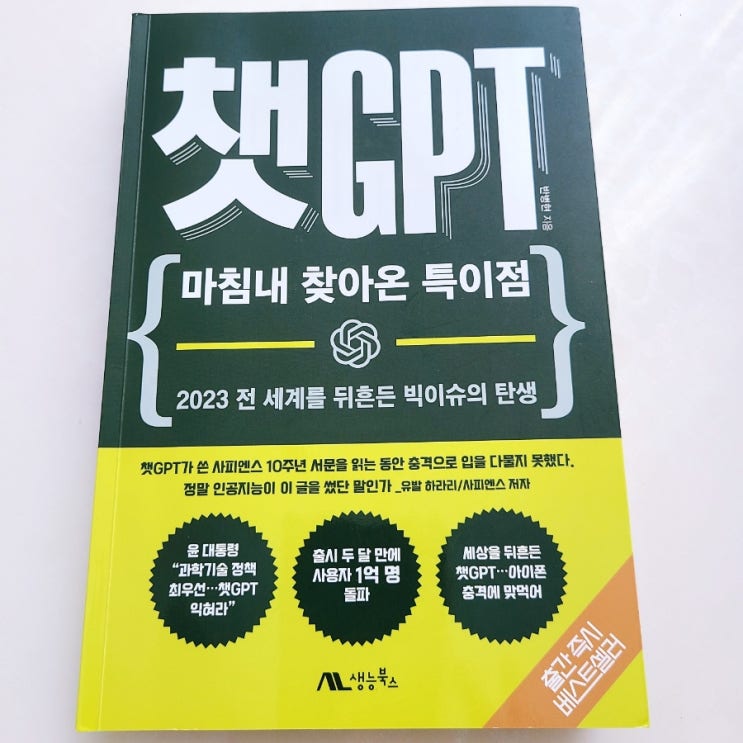 챗GPT
반병현 지음
마침내 찾아온 특이점
2023 전 세계를 뒤흔든 빅이슈의 탄생
챗GPT가 쓴 사피엔스 10주년 서문을 읽는 동안 충격으로 입을 다물지 못했다.
정말 인공지능이 이 글을 썼단 말인가 _유발 하라리/사피엔스 저자
윤 대통령
“과학기술 정책
최우선…챗GPT
익혀라”
출시 두 달 만에
사용자 1억 명
돌파
세상을 뒤흔든
챗GPT…아이폰
충격에 맞먹어
출간 즉시
베스트셀러
생능북스